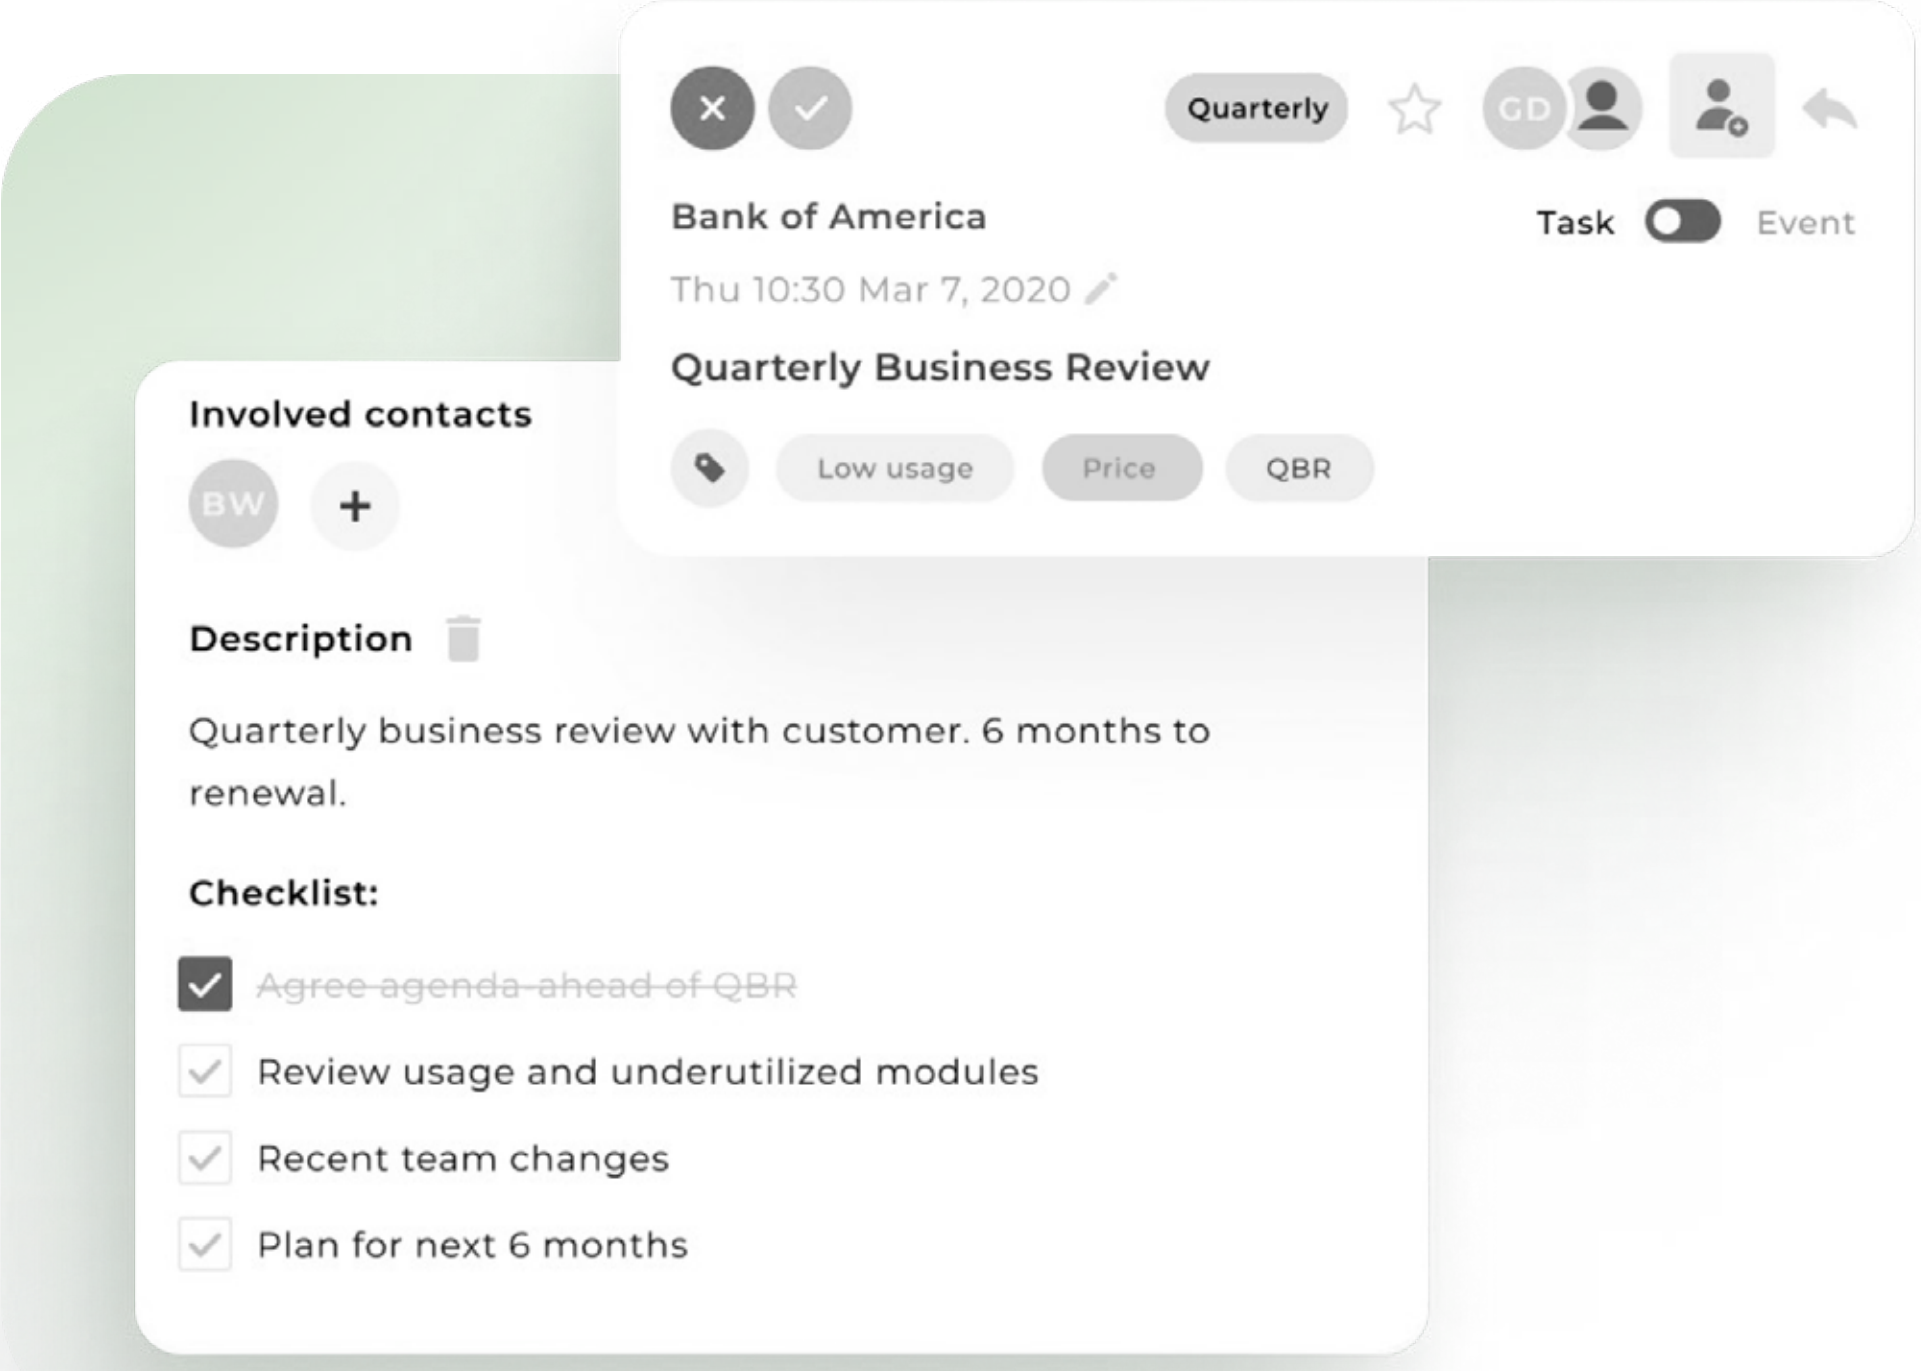 Quarterly
GD
Bank of America
Task Event
Thu 10:30 Mar 7, 2020
Quarterly Business Review
Low usage Price QBR
Involved contacts
BW
Description
Quarterly business review with customer. 6 months to
renewal.
Checklist:
Agree agenda ahead of QBR
Review usage and underutilized modules
Recent team changes
Plan for next 6 months